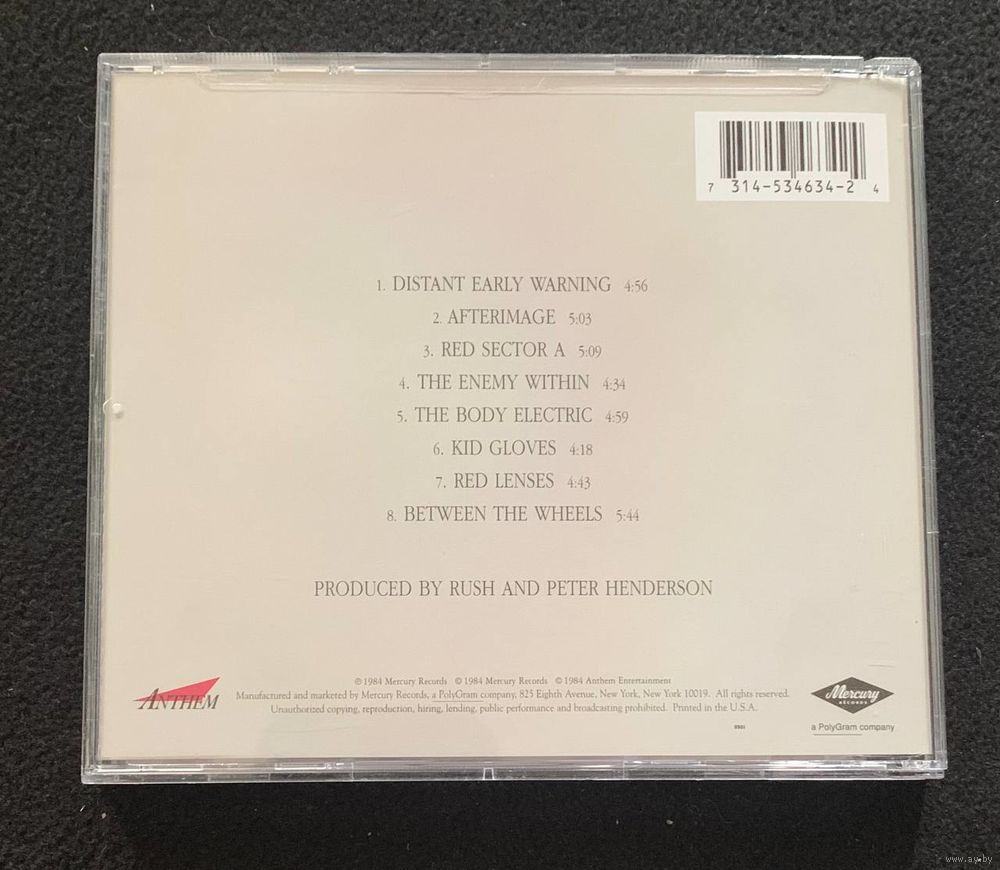 7 314-534634-2 4
1. DISTANT EARLY WARNING 4:56
2. AFTERIMAGE 5:03
3. RED SECTOR A 5:09
4. THE ENEMY WITHIN 4:34
5. THE BODY ELECTRIC 4:59
6. KID GLOVES 4:18
7. RED LENSES 4:43
8. BETWEEN THE WHEELS 5:44
PRODUCED BY RUSH AND PETER HENDERSON
℗ 1984 Mercury Records © 1984 Mercury Records © 1984 Anthem Entertainment
Manufactured and marketed by Mercury Records, a PolyGram company, 825 Eighth Avenue, New York, New York 10019. All rights reserved.
Unauthorized copying, reproduction, hiring, lending, public performance and broadcasting prohibited. Printed in the U.S.A.
ANTHEM
Mercury
RECORDS
a PolyGram company
www.ay.by